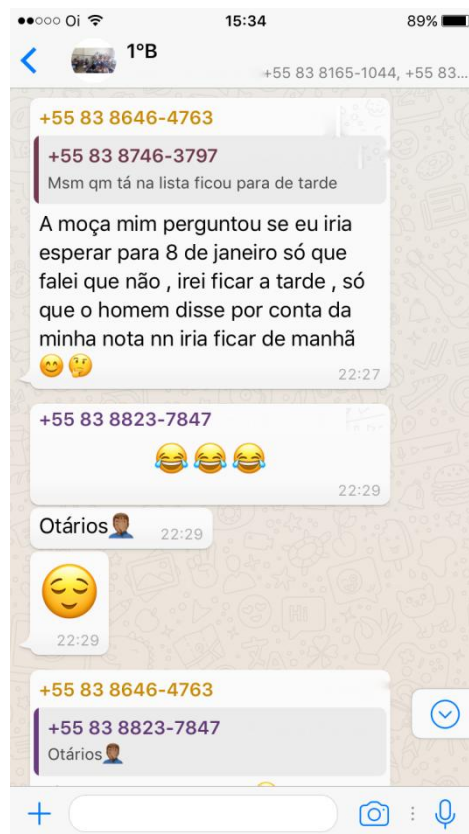 Oi 15:34 89%
1°B
+55 83 8165-1044, +55 83...
+55 83 8646-4763
+55 83 8746-3797
Msm qm tá na lista ficou para de tarde
A moça mim perguntou se eu iria
esperar para 8 de janeiro só que
falei que não , irei ficar a tarde , só
que o homem disse por conta da
minha nota nn iria ficar de manhã
😊🤔
22:27
+55 83 8823-7847
😂😂😂
22:29
Otários🤦🏾‍♂️ 22:29
😌
22:29
+55 83 8646-4763
+55 83 8823-7847
Otários🤦🏾‍♂️